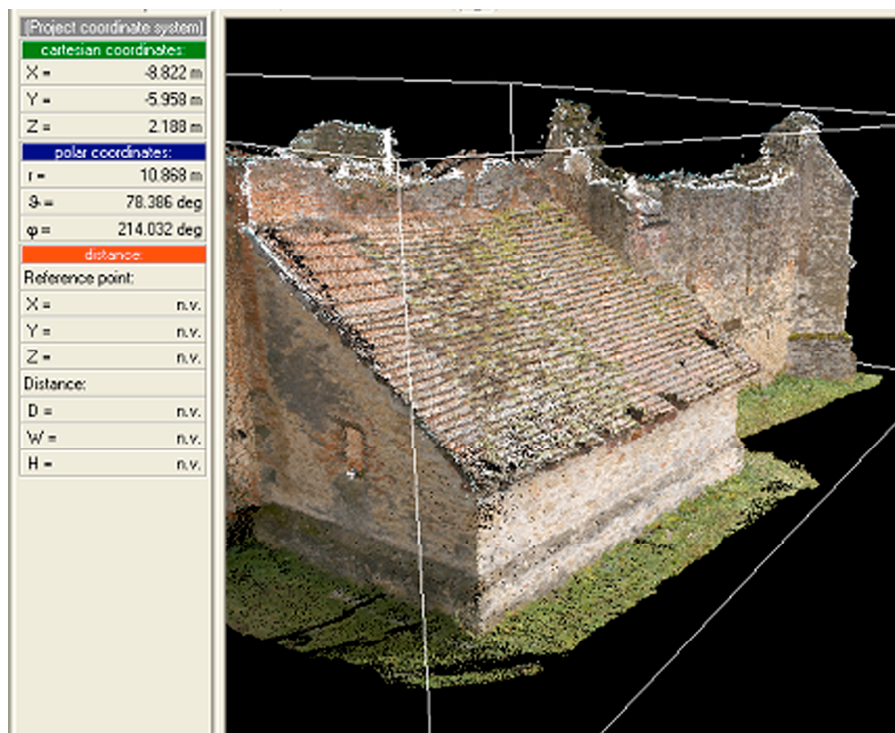 [Project coordinate system]
cartesian coordinates:
X = -8.822 m
Y = -5.958 m
Z = 2.188 m
polar coordinates:
r = 10.868 m
ϑ = 78.386 deg
φ = 214.032 deg
distance:
Reference point:
X = n.v.
Y = n.v.
Z = n.v.
Distance:
D = n.v.
W = n.v.
H = n.v.